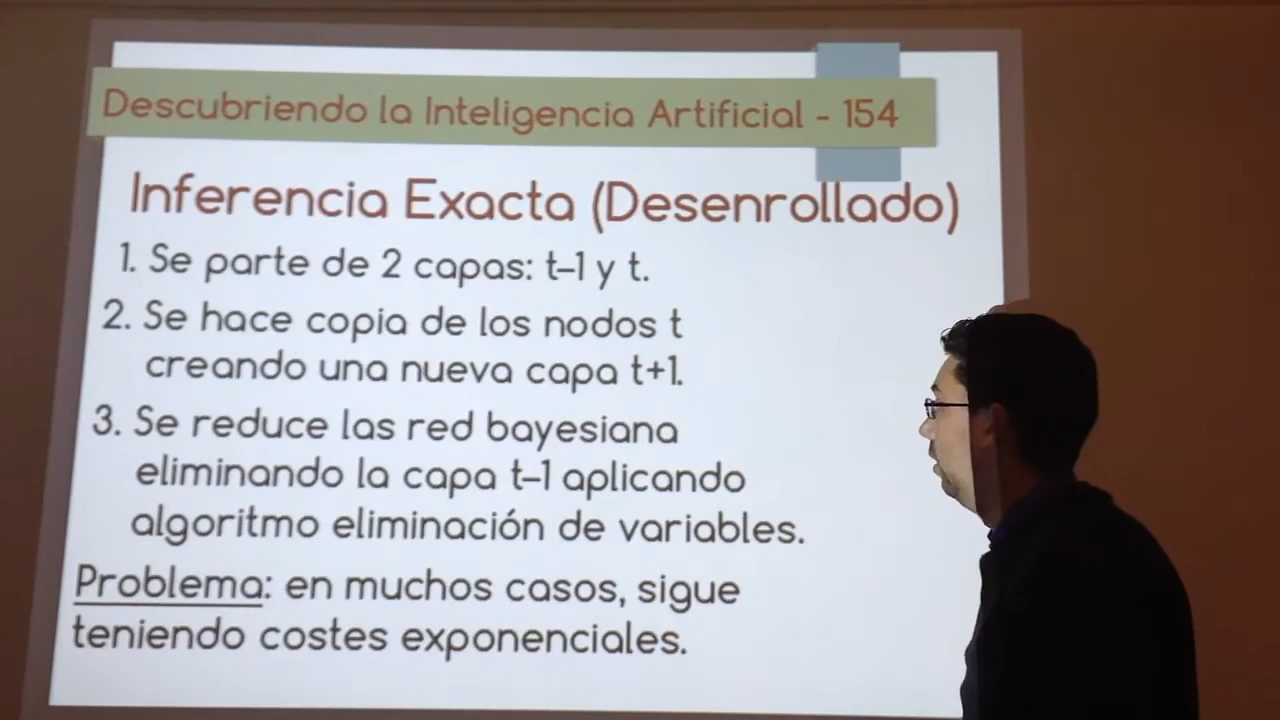 Descubriendo la Inteligencia Artificial - 154
Inferencia Exacta (Desenrollado)
1. Se parte de 2 capas: t-1 y t.
2. Se hace copia de los nodos t
creando una nueva capa t+1.
3. Se reduce las red bayesiana
eliminando la capa t-1 aplicando
algoritmo eliminación de variables.
Problema: en muchos casos, sigue
teniendo costes exponenciales.